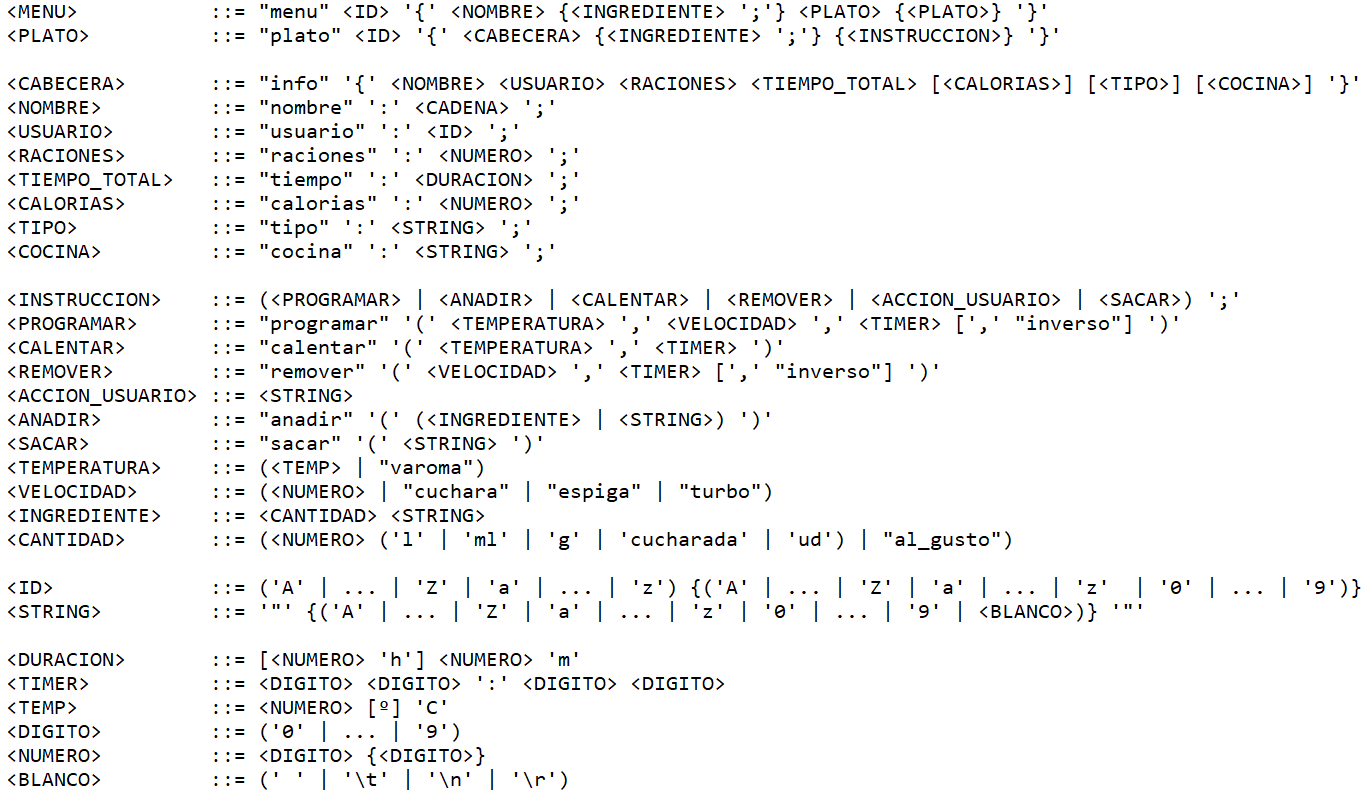 <MENU> ::= "menu" <ID> '{' <NOMBRE> {<INGREDIENTE> ';'} <PLATO> {<PLATO>} '}'
<PLATO> ::= "plato" <ID> '{' <CABECERA> {<INGREDIENTE> ';'} {<INSTRUCCION>} '}'
<CABECERA> ::= "info" '{' <NOMBRE> <USUARIO> <RACIONES> <TIEMPO_TOTAL> [<CALORIAS>] [<TIPO>] [<COCINA>] '}'
<NOMBRE> ::= "nombre" ':' <CADENA> ';'
<USUARIO> ::= "usuario" ':' <ID> ';'
<RACIONES> ::= "raciones" ':' <NUMERO> ';'
<TIEMPO_TOTAL> ::= "tiempo" ':' <DURACION> ';'
<CALORIAS> ::= "calorias" ':' <NUMERO> ';'
<TIPO> ::= "tipo" ':' <STRING> ';'
<COCINA> ::= "cocina" ':' <STRING> ';'
<INSTRUCCION> ::= (<PROGRAMAR> | <ANADIR> | <CALENTAR> | <REMOVER> | <ACCION_USUARIO> | <SACAR>) ';'
<PROGRAMAR> ::= "programar" '(' <TEMPERATURA> ',' <VELOCIDAD> ',' <TIMER> [',' "inverso"] ')'
<CALENTAR> ::= "calentar" '(' <TEMPERATURA> ',' <TIMER> ')'
<REMOVER> ::= "remover" '(' <VELOCIDAD> ',' <TIMER> [',' "inverso"] ')'
<ACCION_USUARIO> ::= <STRING>
<ANADIR> ::= "anadir" '(' (<INGREDIENTE> | <STRING>) ')'
<SACAR> ::= "sacar" '(' <STRING> ')'
<TEMPERATURA> ::= (<TEMP> | "varoma")
<VELOCIDAD> ::= (<NUMERO> | "cuchara" | "espiga" | "turbo")
<INGREDIENTE> ::= <CANTIDAD> <STRING>
<CANTIDAD> ::= (<NUMERO> ('l' | 'ml' | 'g' | 'cucharada' | 'ud') | "al_gusto")
<ID> ::= ('A' | ... | 'Z' | 'a' | ... | 'z') {('A' | ... | 'Z' | 'a' | ... | 'z' | '0' | ... | '9')}
<STRING> ::= '"' {('A' | ... | 'Z' | 'a' | ... | 'z' | '0' | ... | '9' | <BLANCO>)} '"'
<DURACION> ::= [<NUMERO> 'h'] <NUMERO> 'm'
<TIMER> ::= <DIGITO> <DIGITO> ':' <DIGITO> <DIGITO>
<TEMP> ::= <NUMERO> [º] 'C'
<DIGITO> ::= ('0' | ... | '9')
<NUMERO> ::= <DIGITO> {<DIGITO>}
<BLANCO> ::= (' ' | '\t' | '\n' | '\r')